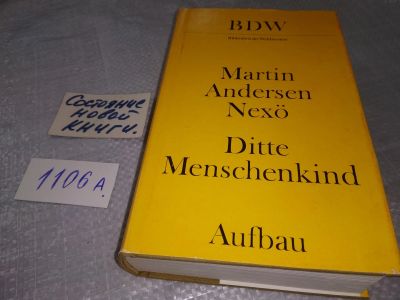 BDW
Bibliothek der Weltliteratur
Martin
Andersen
Nexö
Ditte
Menschenkind
Aufbau
Состояние
новой
книги.
1106 А.